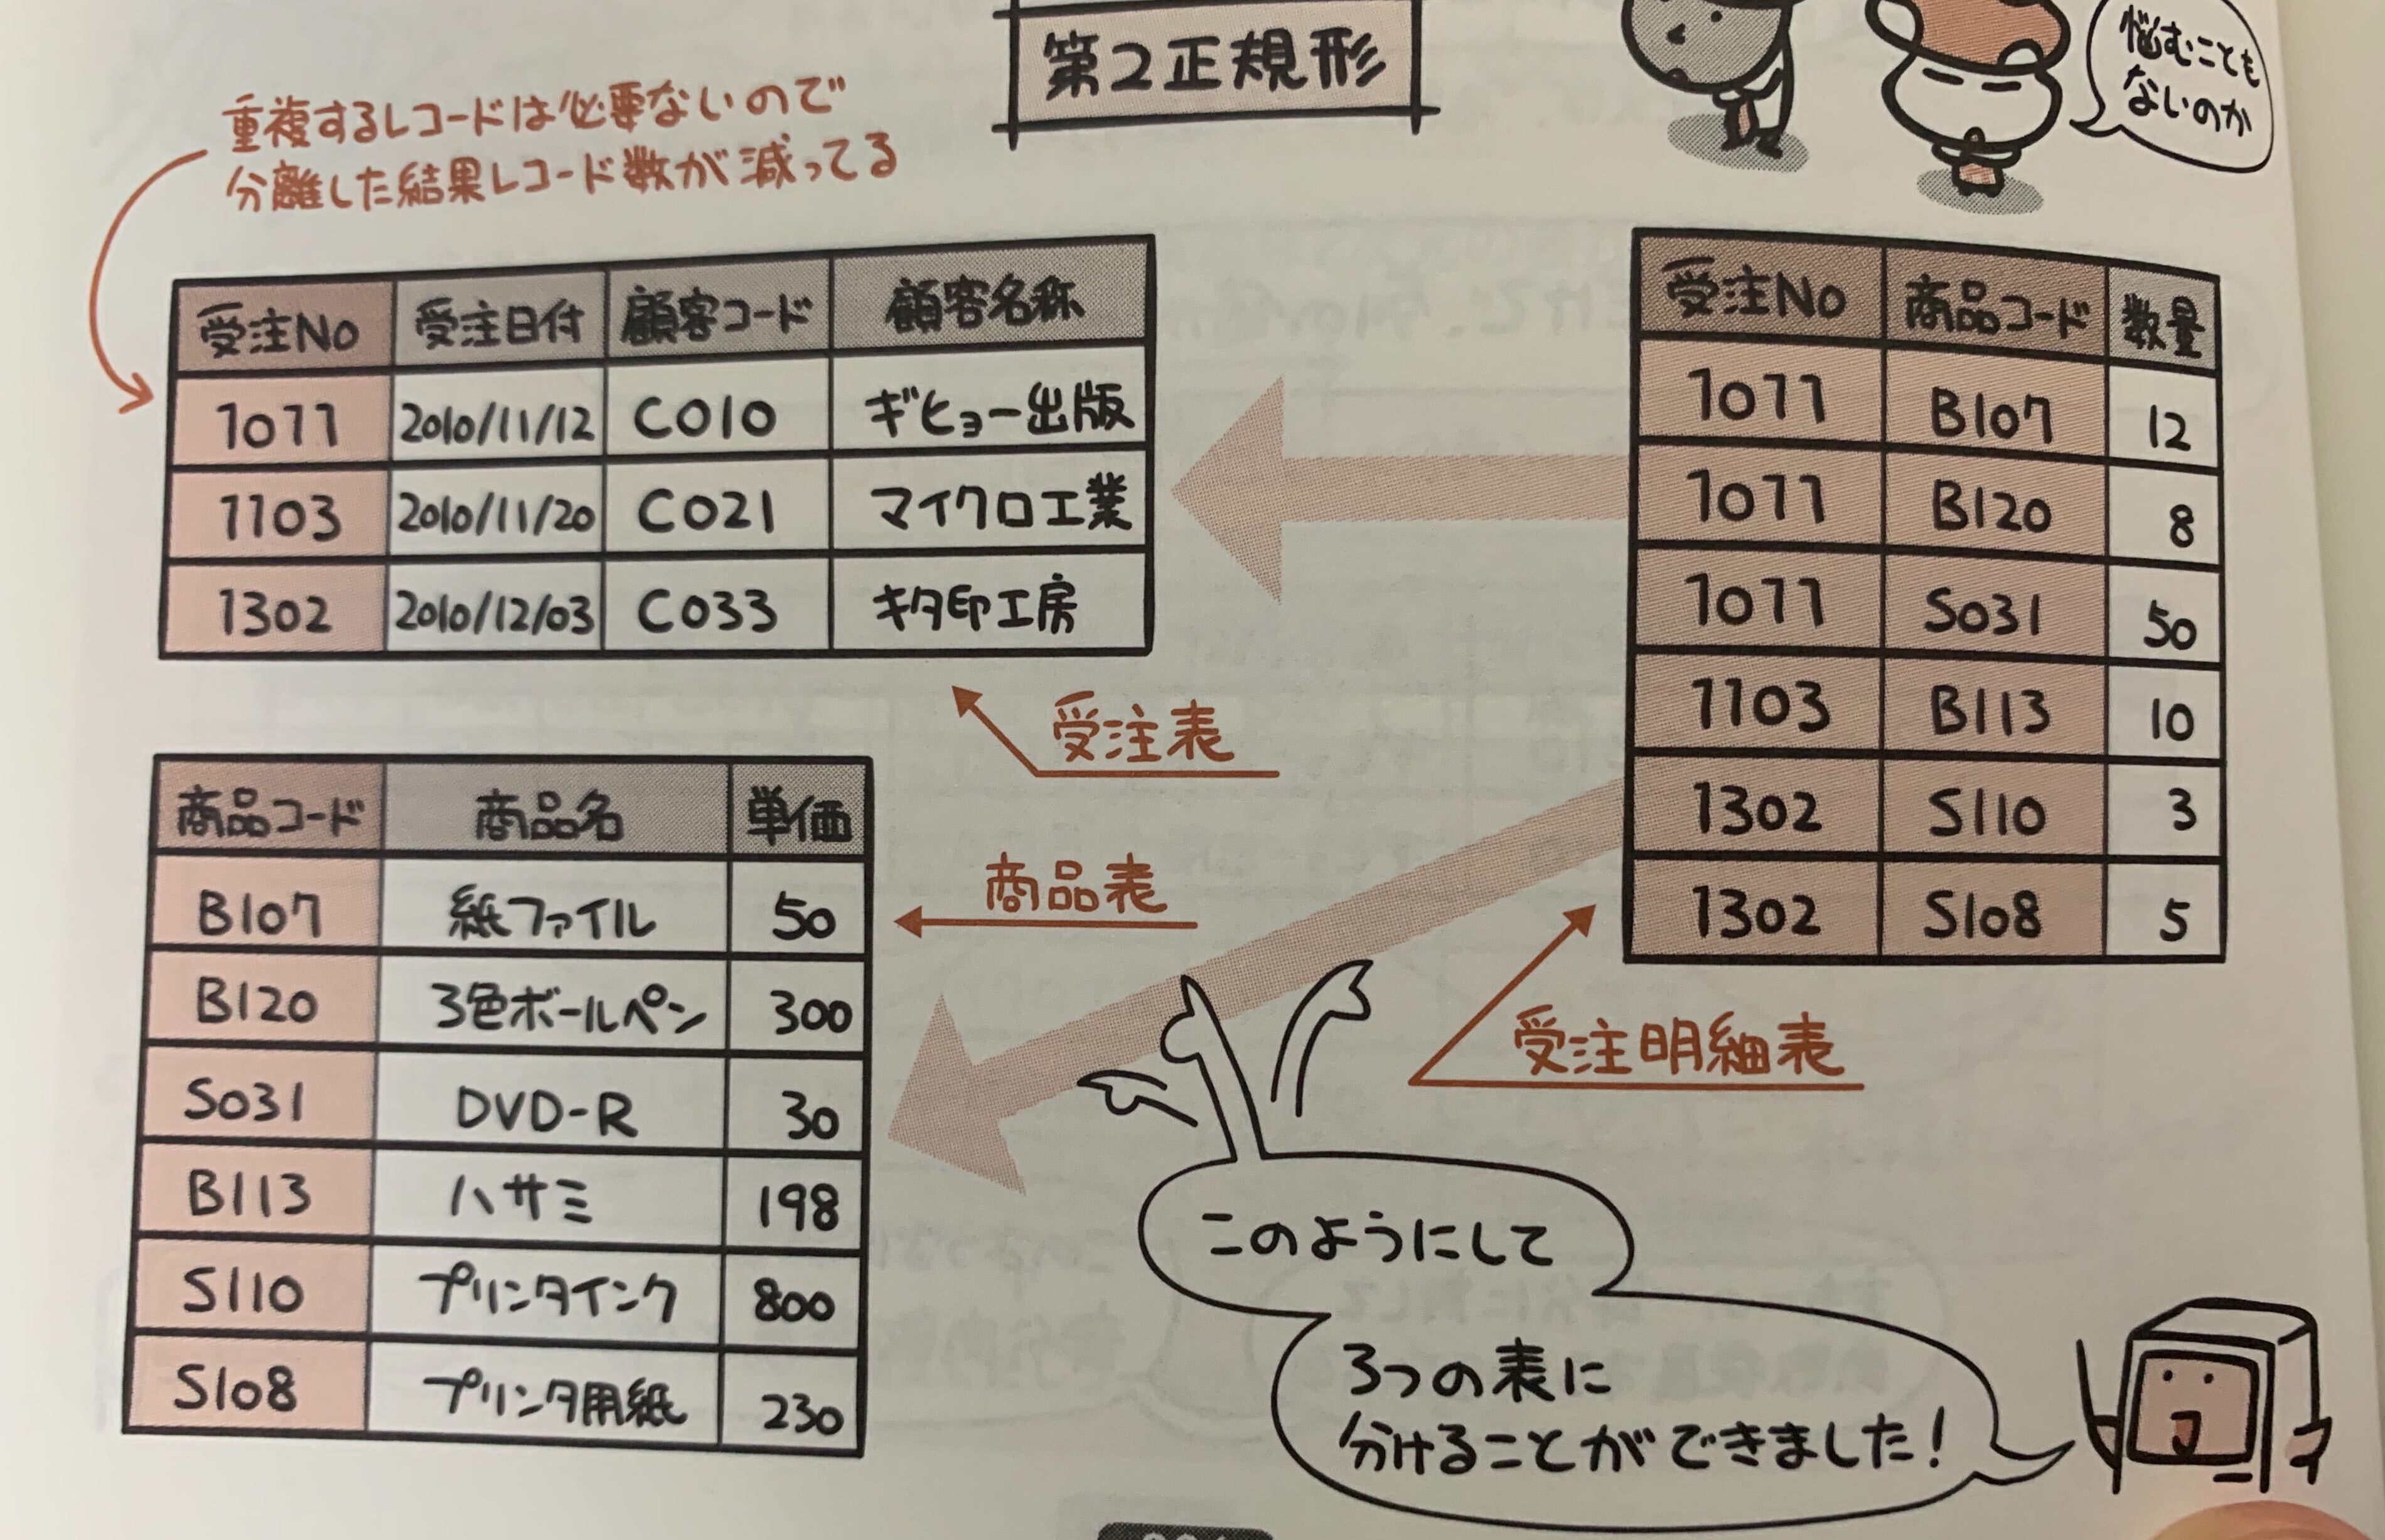 第2正規形
悩むことも
ないのか
重複するレコードは必要ないので
分離した結果レコード数が減ってる
受注No 受注日付 顧客コード 顧客名称
1077 2010/11/12 C010 ギヒョー出版
1103 2010/11/20 C021 マイクロ工業
1302 2010/12/03 C033 キタ印工房
受注表
受注No 商品コード 数量
1077 B107 12
1077 B120 8
1077 S031 50
1103 B113 10
1302 S110 3
1302 S108 5
受注明細表
商品コード 商品名 単価
B107 紙ファイル 50
B120 3色ボールペン 300
S031 DVD-R 30
B113 ハサミ 198
S110 プリンタインク 800
S108 プリンタ用紙 230
商品表
このようにして
3つの表に
分けることができました!